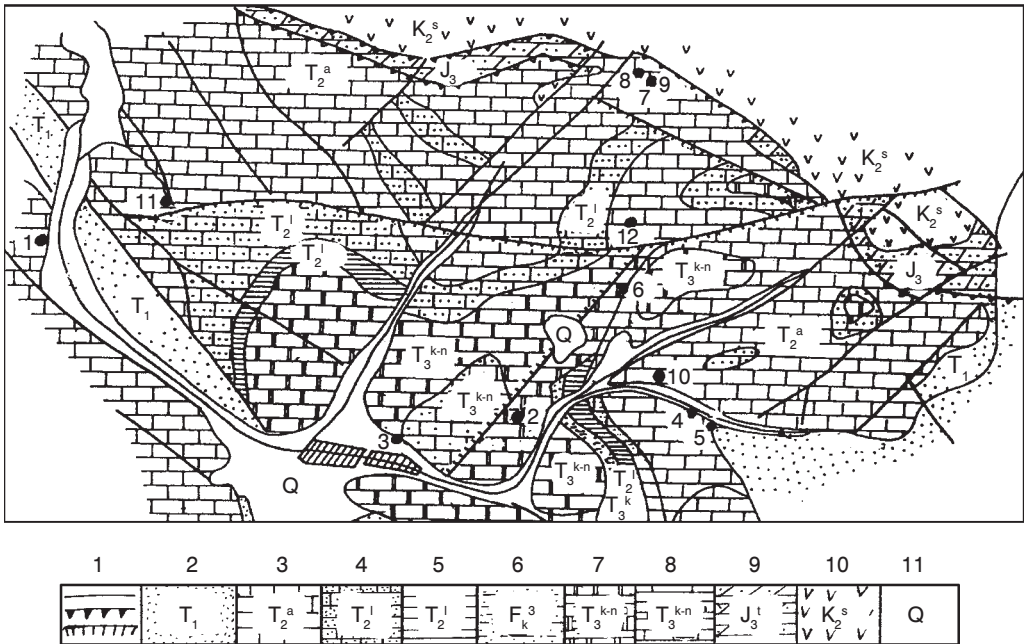 K₂ˢ
T₂ᵃ
J₃
8 9
7
T₁
K₂ˢ
11
T₂ˡ
T₂ˡ
K₂ˢ
1
12
T₂ˡ
T₃ᵏ⁻ⁿ
J₃
6
T₁
Q
T₂ᵃ
T₃ᵏ⁻ⁿ
T₁
10
T₃ᵏ⁻ⁿ
2
4
3
5
T₃ᵏ⁻ⁿ
T₂ˡ
Q
T₃ᵏ
1 2 3 4 5 6 7 8 9 10 11
T₁ T₂ᵃ T₂ˡ T₂ˡ Fₖ³ T₃ᵏ⁻ⁿ T₃ᵏ⁻ⁿ J₃ᵗ K₂ˢ Q